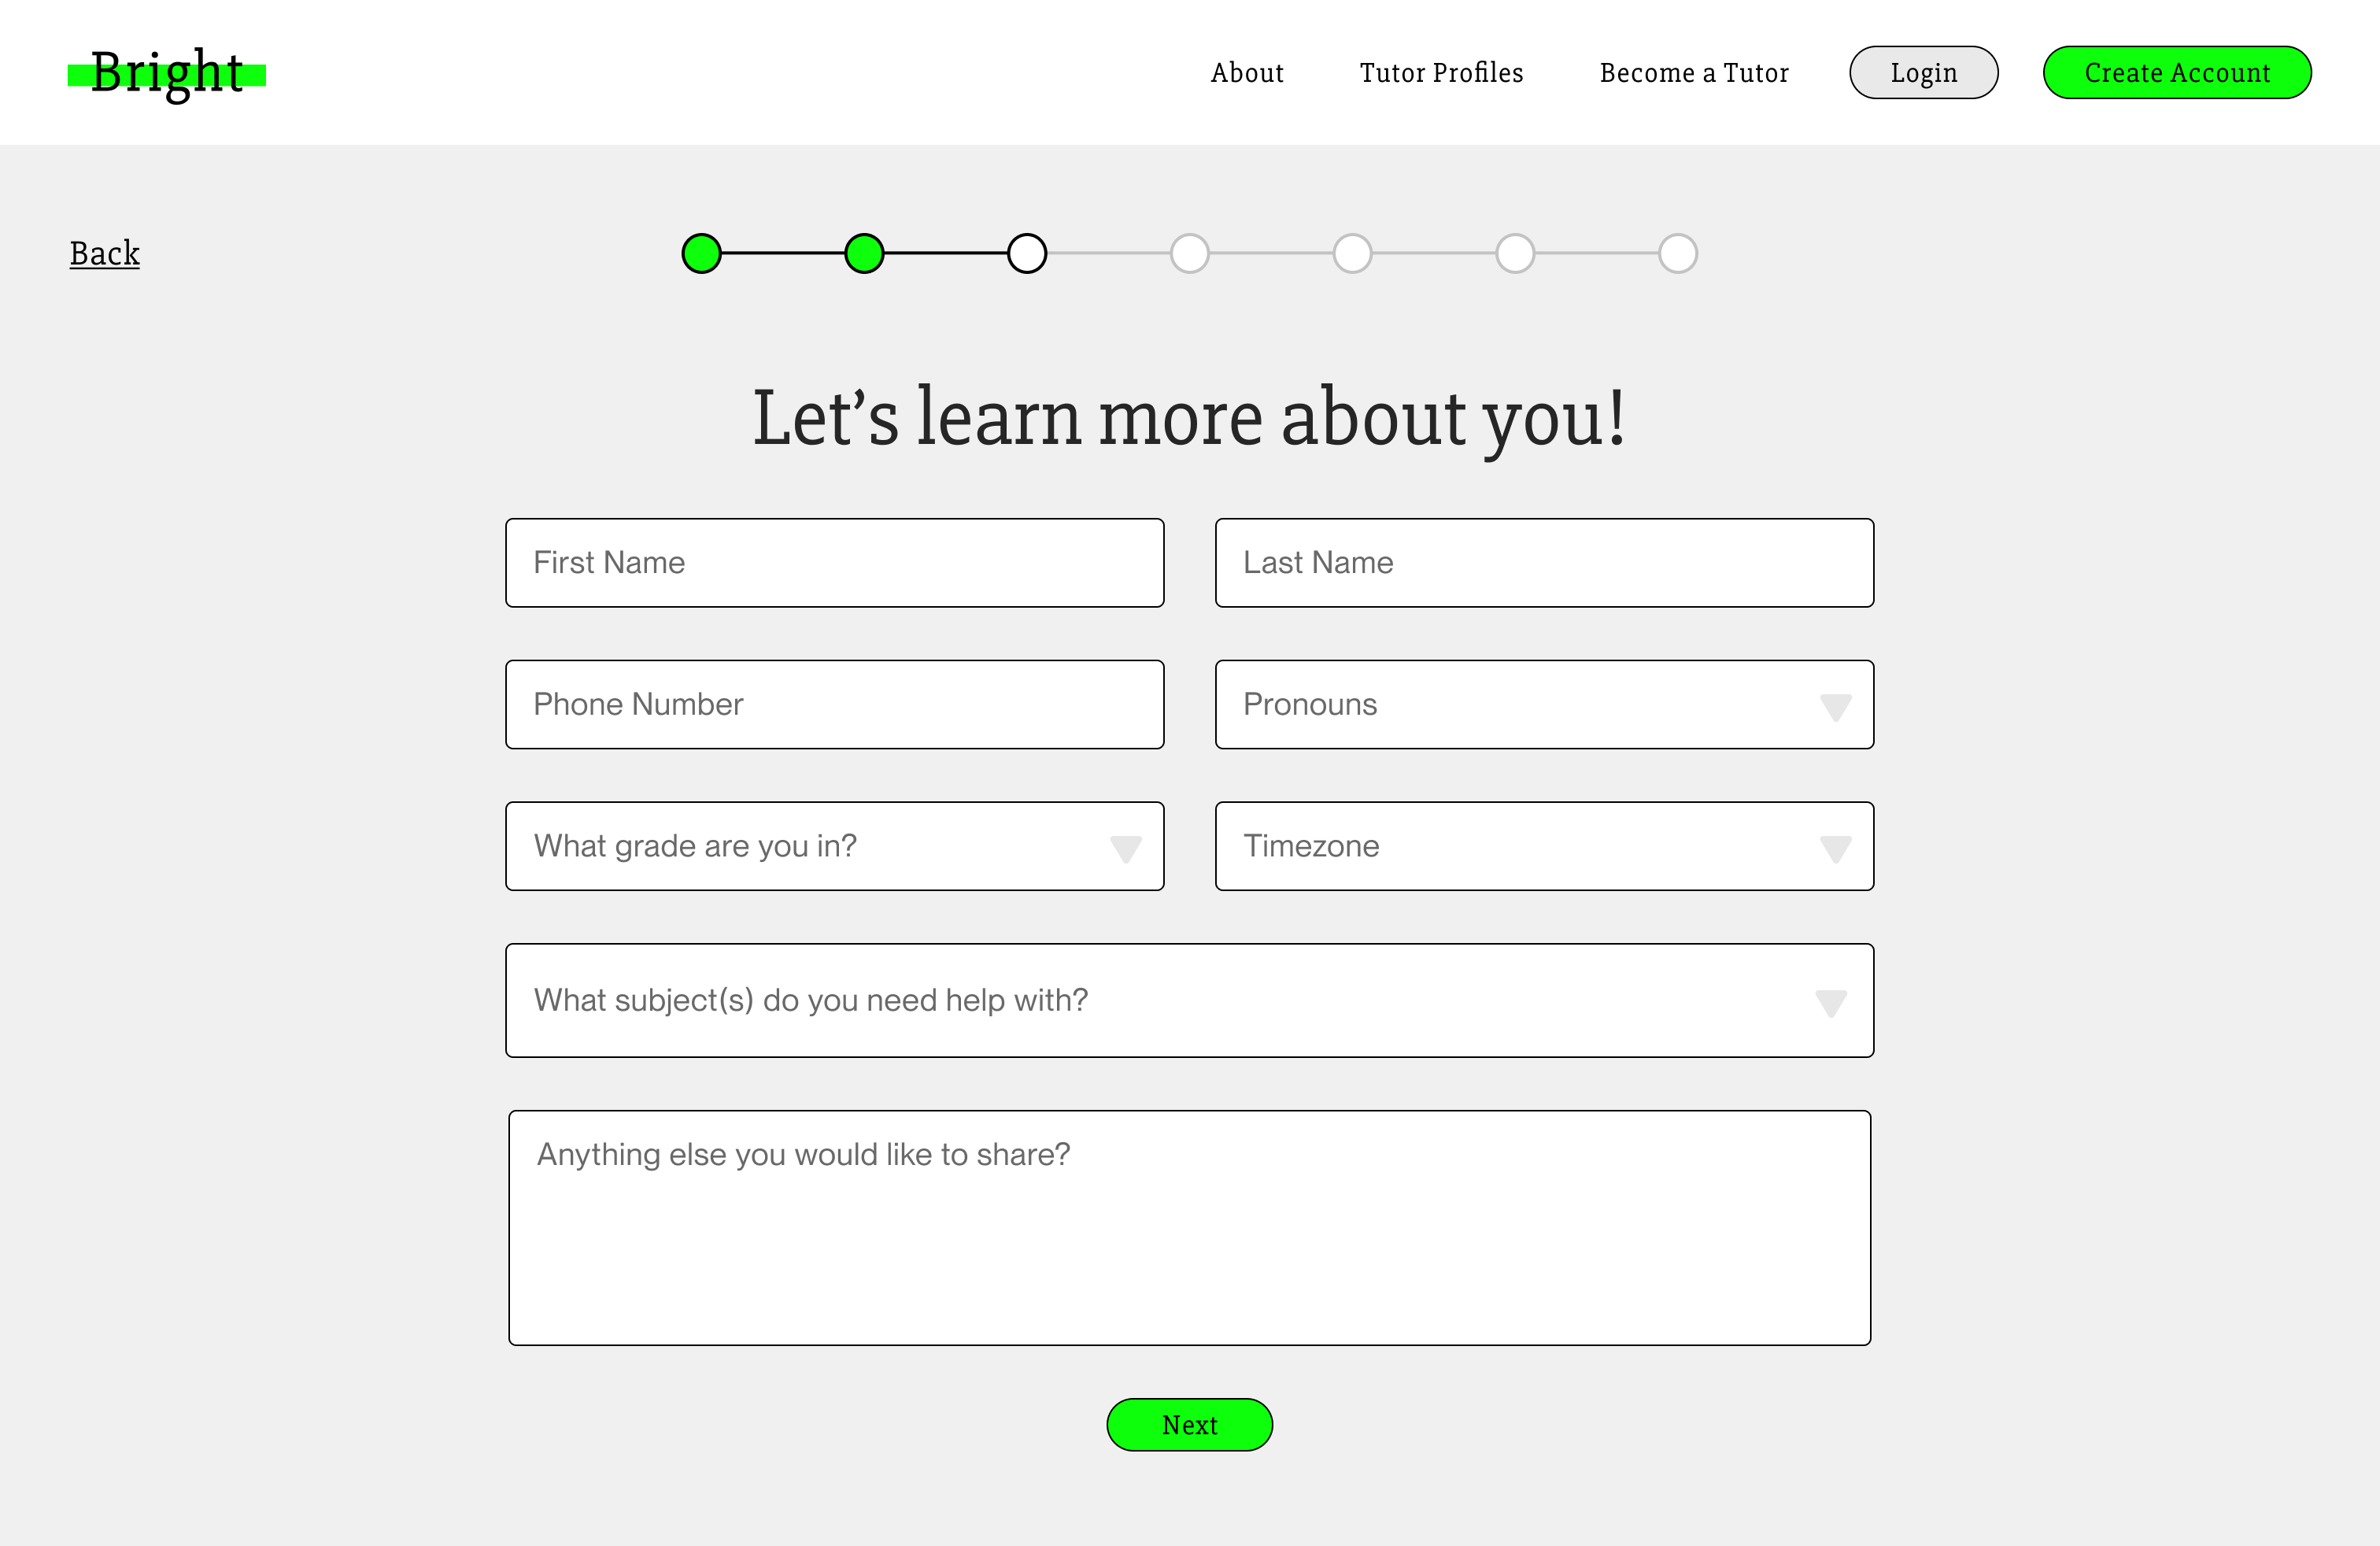 Bright
About
Tutor Profiles
Become a Tutor
Login
Create Account
Back
Let’s learn more about you!
First Name
Last Name
Phone Number
Pronouns
What grade are you in?
Timezone
What subject(s) do you need help with?
Anything else you would like to share?
Next